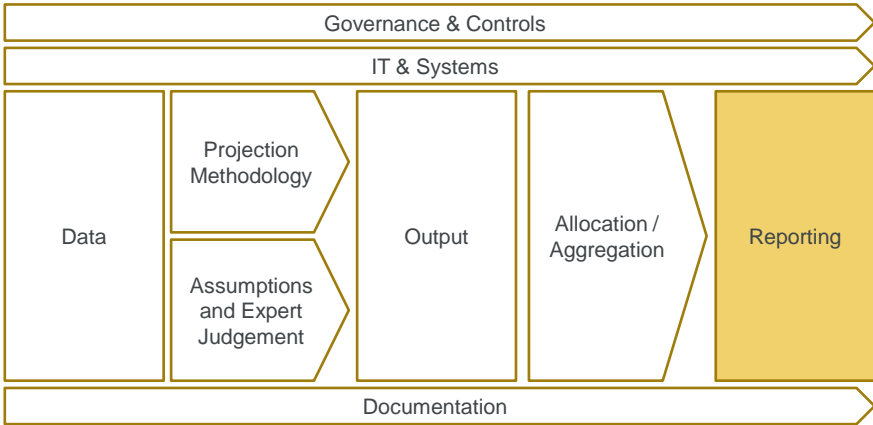 Governance & Controls
IT & Systems
Data
Projection
Methodology
Assumptions
and Expert
Judgement
Output
Allocation /
Aggregation
Reporting
Documentation